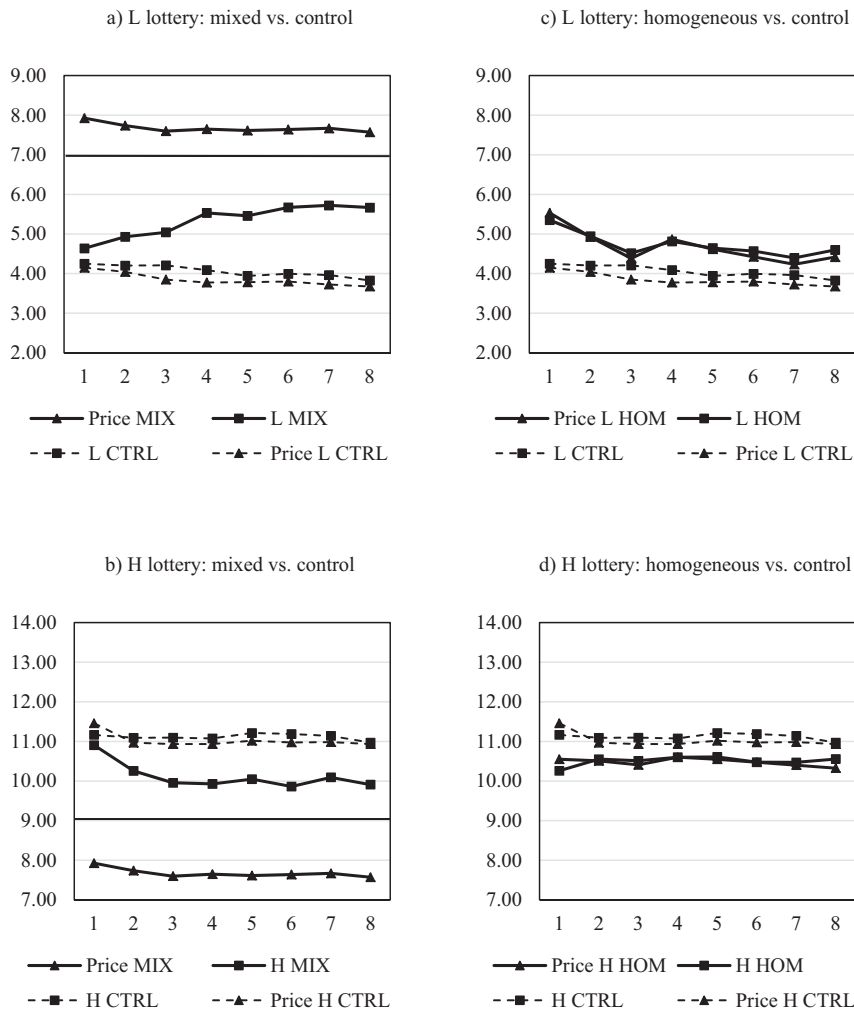 a) L lottery: mixed vs. control
9.00
8.00
7.00
6.00
5.00
4.00
3.00
2.00
1 2 3 4 5 6 7 8
Price MIX L MIX
L CTRL Price L CTRL
c) L lottery: homogeneous vs. control
9.00
8.00
7.00
6.00
5.00
4.00
3.00
2.00
1 2 3 4 5 6 7 8
Price L HOM L HOM
L CTRL Price L CTRL
b) H lottery: mixed vs. control
14.00
13.00
12.00
11.00
10.00
9.00
8.00
7.00
1 2 3 4 5 6 7 8
Price MIX H MIX
H CTRL Price H CTRL
d) H lottery: homogeneous vs. control
14.00
13.00
12.00
11.00
10.00
9.00
8.00
7.00
1 2 3 4 5 6 7 8
Price H HOM H HOM
H CTRL Price H CTRL